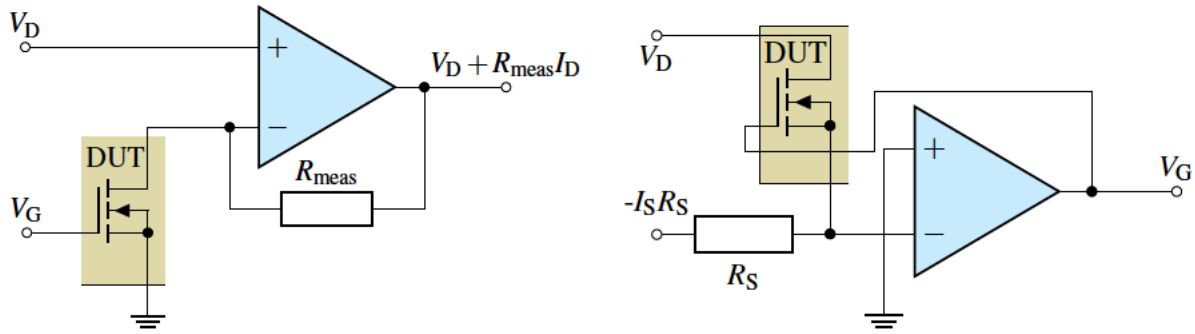 V_D
+
V_D + R_meas I_D
−
DUT
R_meas
V_G
V_D
DUT
+
V_G
-I_S R_S
−
R_S